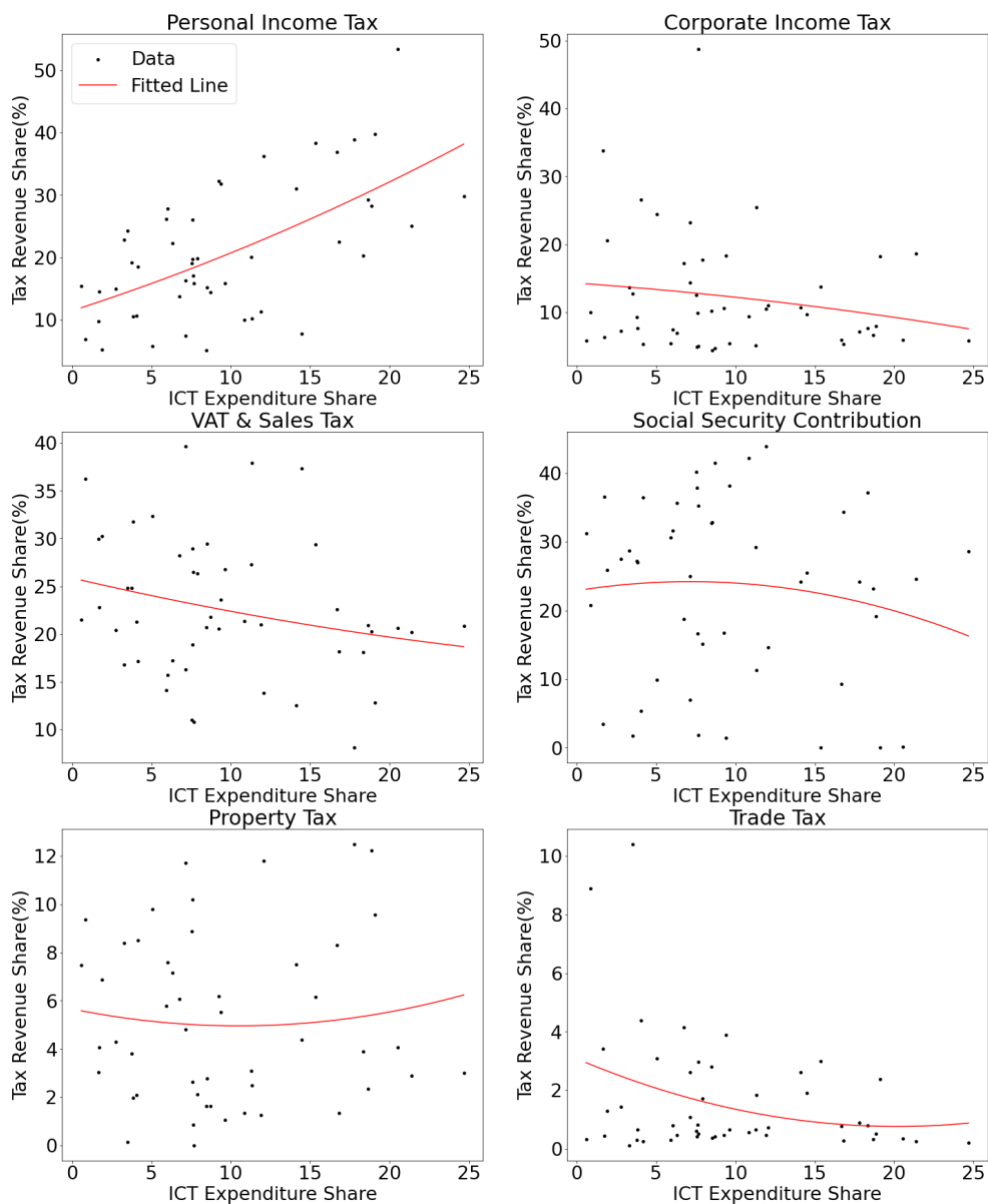 Personal Income Tax
Tax Revenue Share(%)
50
40
30
20
10
Data
Fitted Line
0 5 10 15 20 25
ICT Expenditure Share
Corporate Income Tax
Tax Revenue Share(%)
50
40
30
20
10
0 5 10 15 20 25
ICT Expenditure Share
VAT & Sales Tax
Tax Revenue Share(%)
40
35
30
25
20
15
10
0 5 10 15 20 25
ICT Expenditure Share
Social Security Contribution
Tax Revenue Share(%)
40
30
20
10
0
0 5 10 15 20 25
ICT Expenditure Share
Property Tax
Tax Revenue Share(%)
12
10
8
6
4
2
0
0 5 10 15 20 25
ICT Expenditure Share
Trade Tax
Tax Revenue Share(%)
10
8
6
4
2
0
0 5 10 15 20 25
ICT Expenditure Share